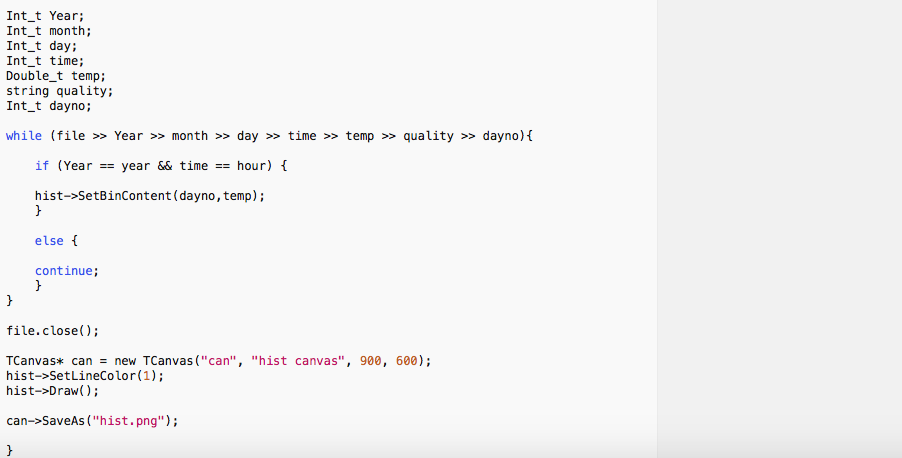 Int_t Year;
Int_t month;
Int_t day;
Int_t time;
Double_t temp;
string quality;
Int_t dayno;
while (file >> Year >> month >> day >> time >> temp >> quality >> dayno){
if (Year == year && time == hour) {
hist->SetBinContent(dayno,temp);
}
else {
continue;
}
}
file.close();
TCanvas* can = new TCanvas("can", "hist canvas", 900, 600);
hist->SetLineColor(1);
hist->Draw();
can->SaveAs("hist.png");
}